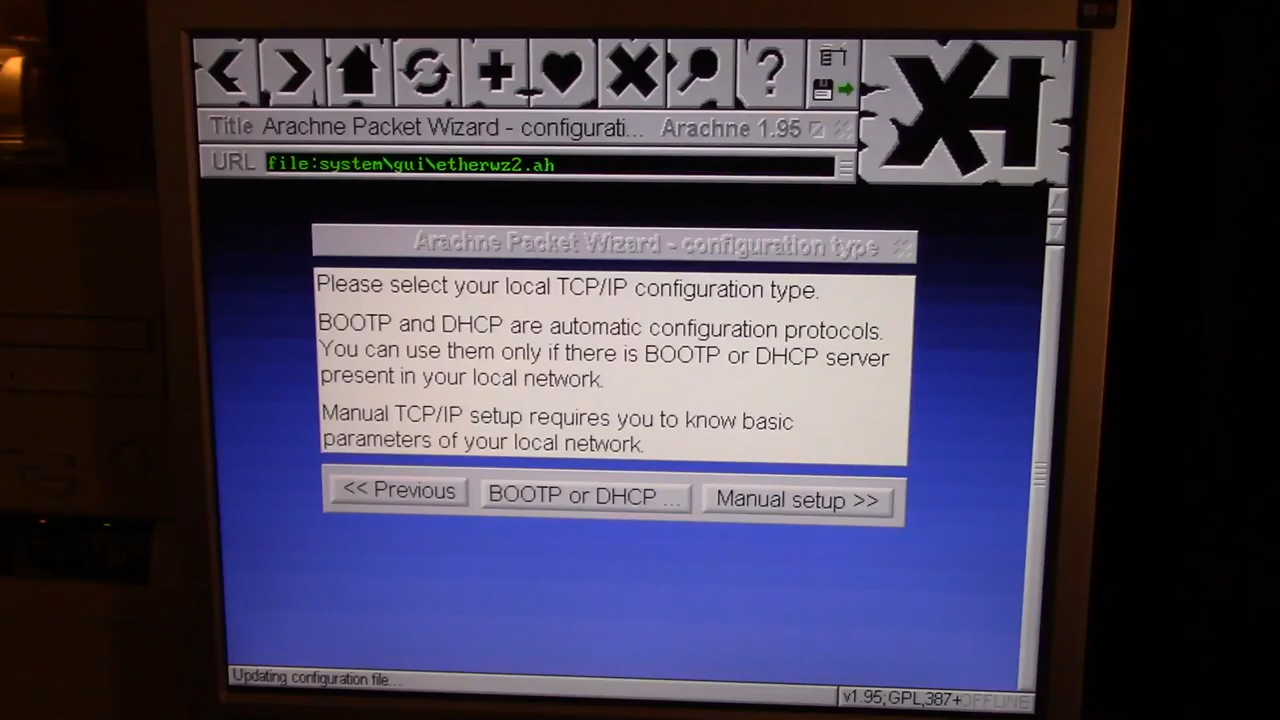 Title Arachne Packet Wizard - configurati... Arachne 1.95
URL file:system\gui\etherwz2.ah
Arachne Packet Wizard - configuration type
Please select your local TCP/IP configuration type.
BOOTP and DHCP are automatic configuration protocols.
You can use them only if there is BOOTP or DHCP server
present in your local network.
Manual TCP/IP setup requires you to know basic
parameters of your local network.
<< Previous BOOTP or DHCP ... Manual setup >>
Updating configuration file...
v1.95;GPL,387+OFFLINE